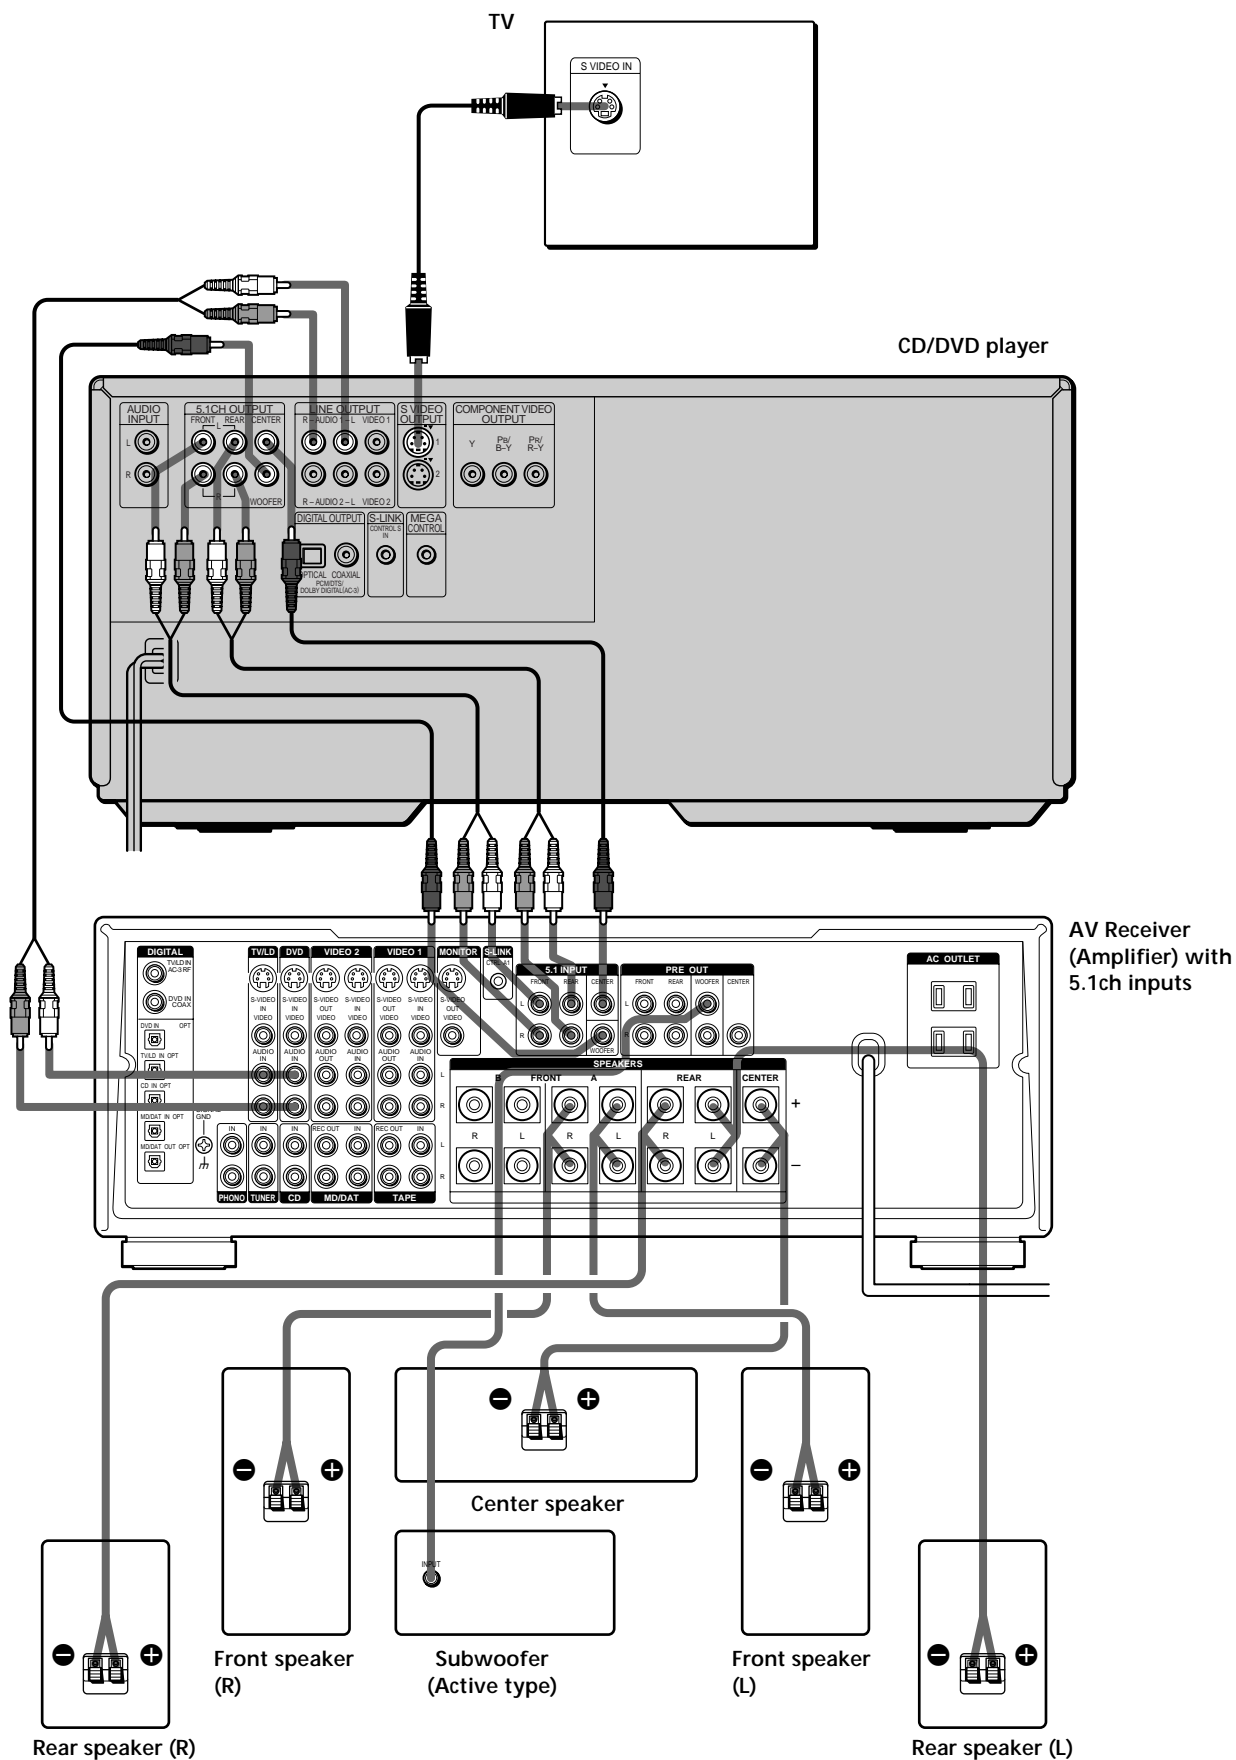 TV
S VIDEO IN
CD/DVD player
AUDIO INPUT
L
R
5.1CH OUTPUT
FRONT REAR CENTER
L
R
WOOFER
LINE OUTPUT
R – AUDIO 1 – L VIDEO 1
R – AUDIO 2 – L VIDEO 2
S VIDEO OUTPUT
1
2
COMPONENT VIDEO OUTPUT
Y
PB/ B–Y
PR/ R–Y
DIGITAL OUTPUT
OPTICAL COAXIAL
PCM/DTS/
DOLBY DIGITAL(AC-3)
S-LINK
CONTROL S IN
MEGA CONTROL
AV Receiver
(Amplifier) with
5.1ch inputs
DIGITAL
TV/LD IN
AC-3 RF
DVD IN
COAX
DVD IN OPT
TV/LD IN OPT
CD IN OPT
MD/DAT IN OPT
MD/DAT OUT OPT
GND
TV/LD DVD VIDEO 2 VIDEO 1 MONITOR S-LINK
CTRL A1
S-VIDEO S-VIDEO S-VIDEO S-VIDEO S-VIDEO S-VIDEO S-VIDEO
IN IN OUT IN OUT IN OUT
VIDEO VIDEO VIDEO VIDEO VIDEO VIDEO VIDEO
AUDIO AUDIO AUDIO AUDIO AUDIO AUDIO
IN IN OUT IN OUT IN
L
R
IN IN IN REC OUT IN REC OUT IN
L
R
PHONO TUNER CD MD/DAT TAPE
5.1 INPUT
FRONT REAR CENTER
L
R
WOOFER
PRE OUT
FRONT REAR WOOFER CENTER
L
R
AC OUTLET
SPEAKERS
B FRONT A REAR CENTER
+
R L R L R L
–
Center speaker
INPUT
Front speaker
(R)
Subwoofer
(Active type)
Front speaker
(L)
Rear speaker (R)
Rear speaker (L)